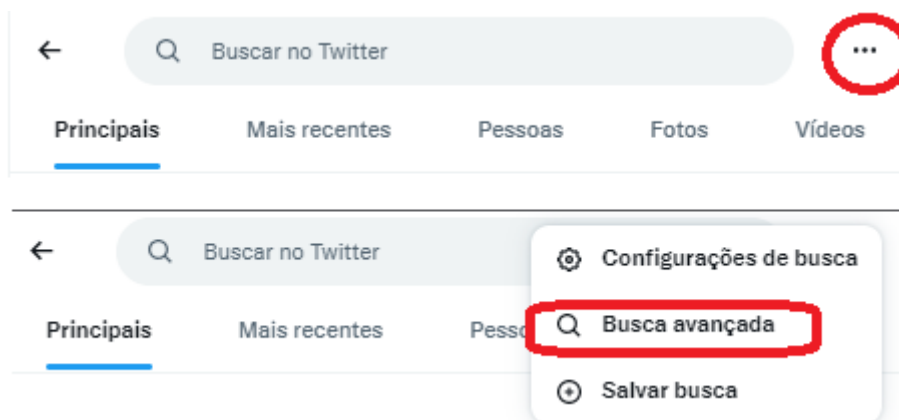 Buscar no Twitter
Principais Mais recentes Pessoas Fotos Vídeos
Buscar no Twitter
Configurações de busca
Principais Mais recentes
Busca avançada
Salvar busca